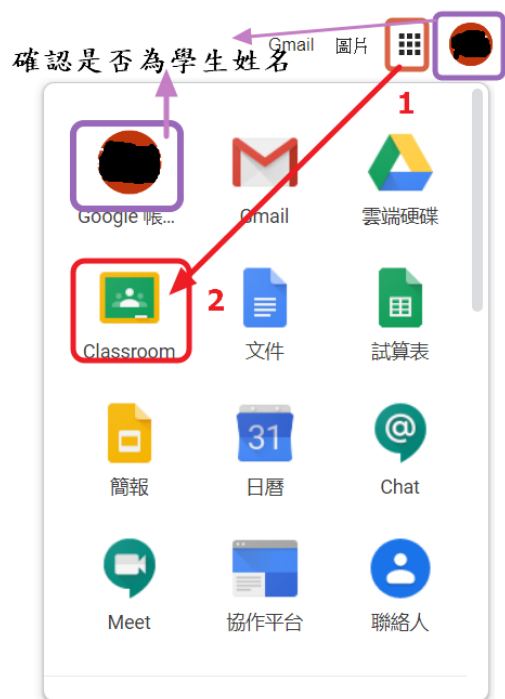 Gmail 圖片
確認是否為學生姓名
1
Google 帳... Gmail 雲端硬碟
2
Classroom 文件 試算表
31
簡報 日曆 Chat
Meet 協作平台 聯絡人